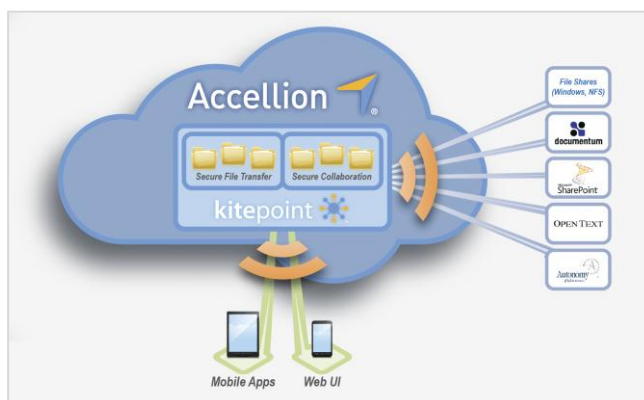 Accellion
®
Secure File Transfer
Secure Collaboration
kitepoint
Mobile Apps
Web UI
File Shares
(Windows, NFS)
documentum
SharePoint
OPEN TEXT
Autonomy